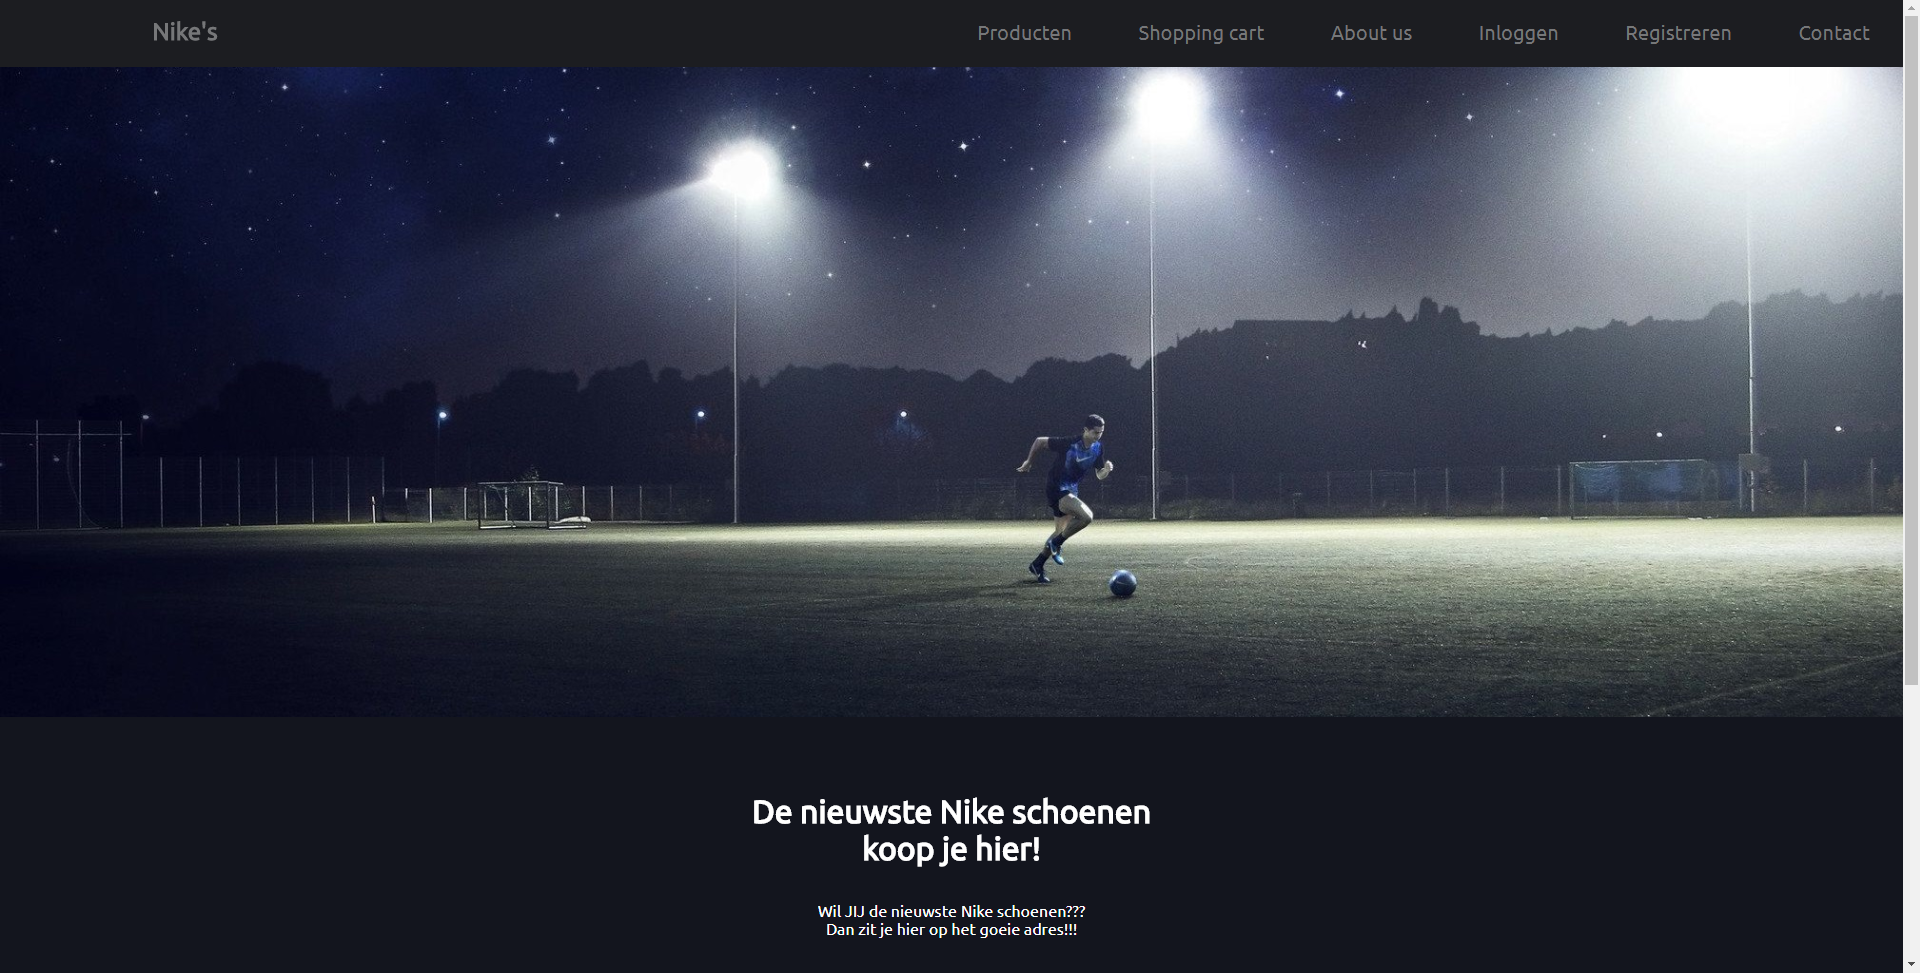 Nike's
Producten
Shopping cart
About us
Inloggen
Registreren
Contact
De nieuwste Nike schoenen
koop je hier!
Wil JIJ de nieuwste Nike schoenen???
Dan zit je hier op het goeie adres!!!